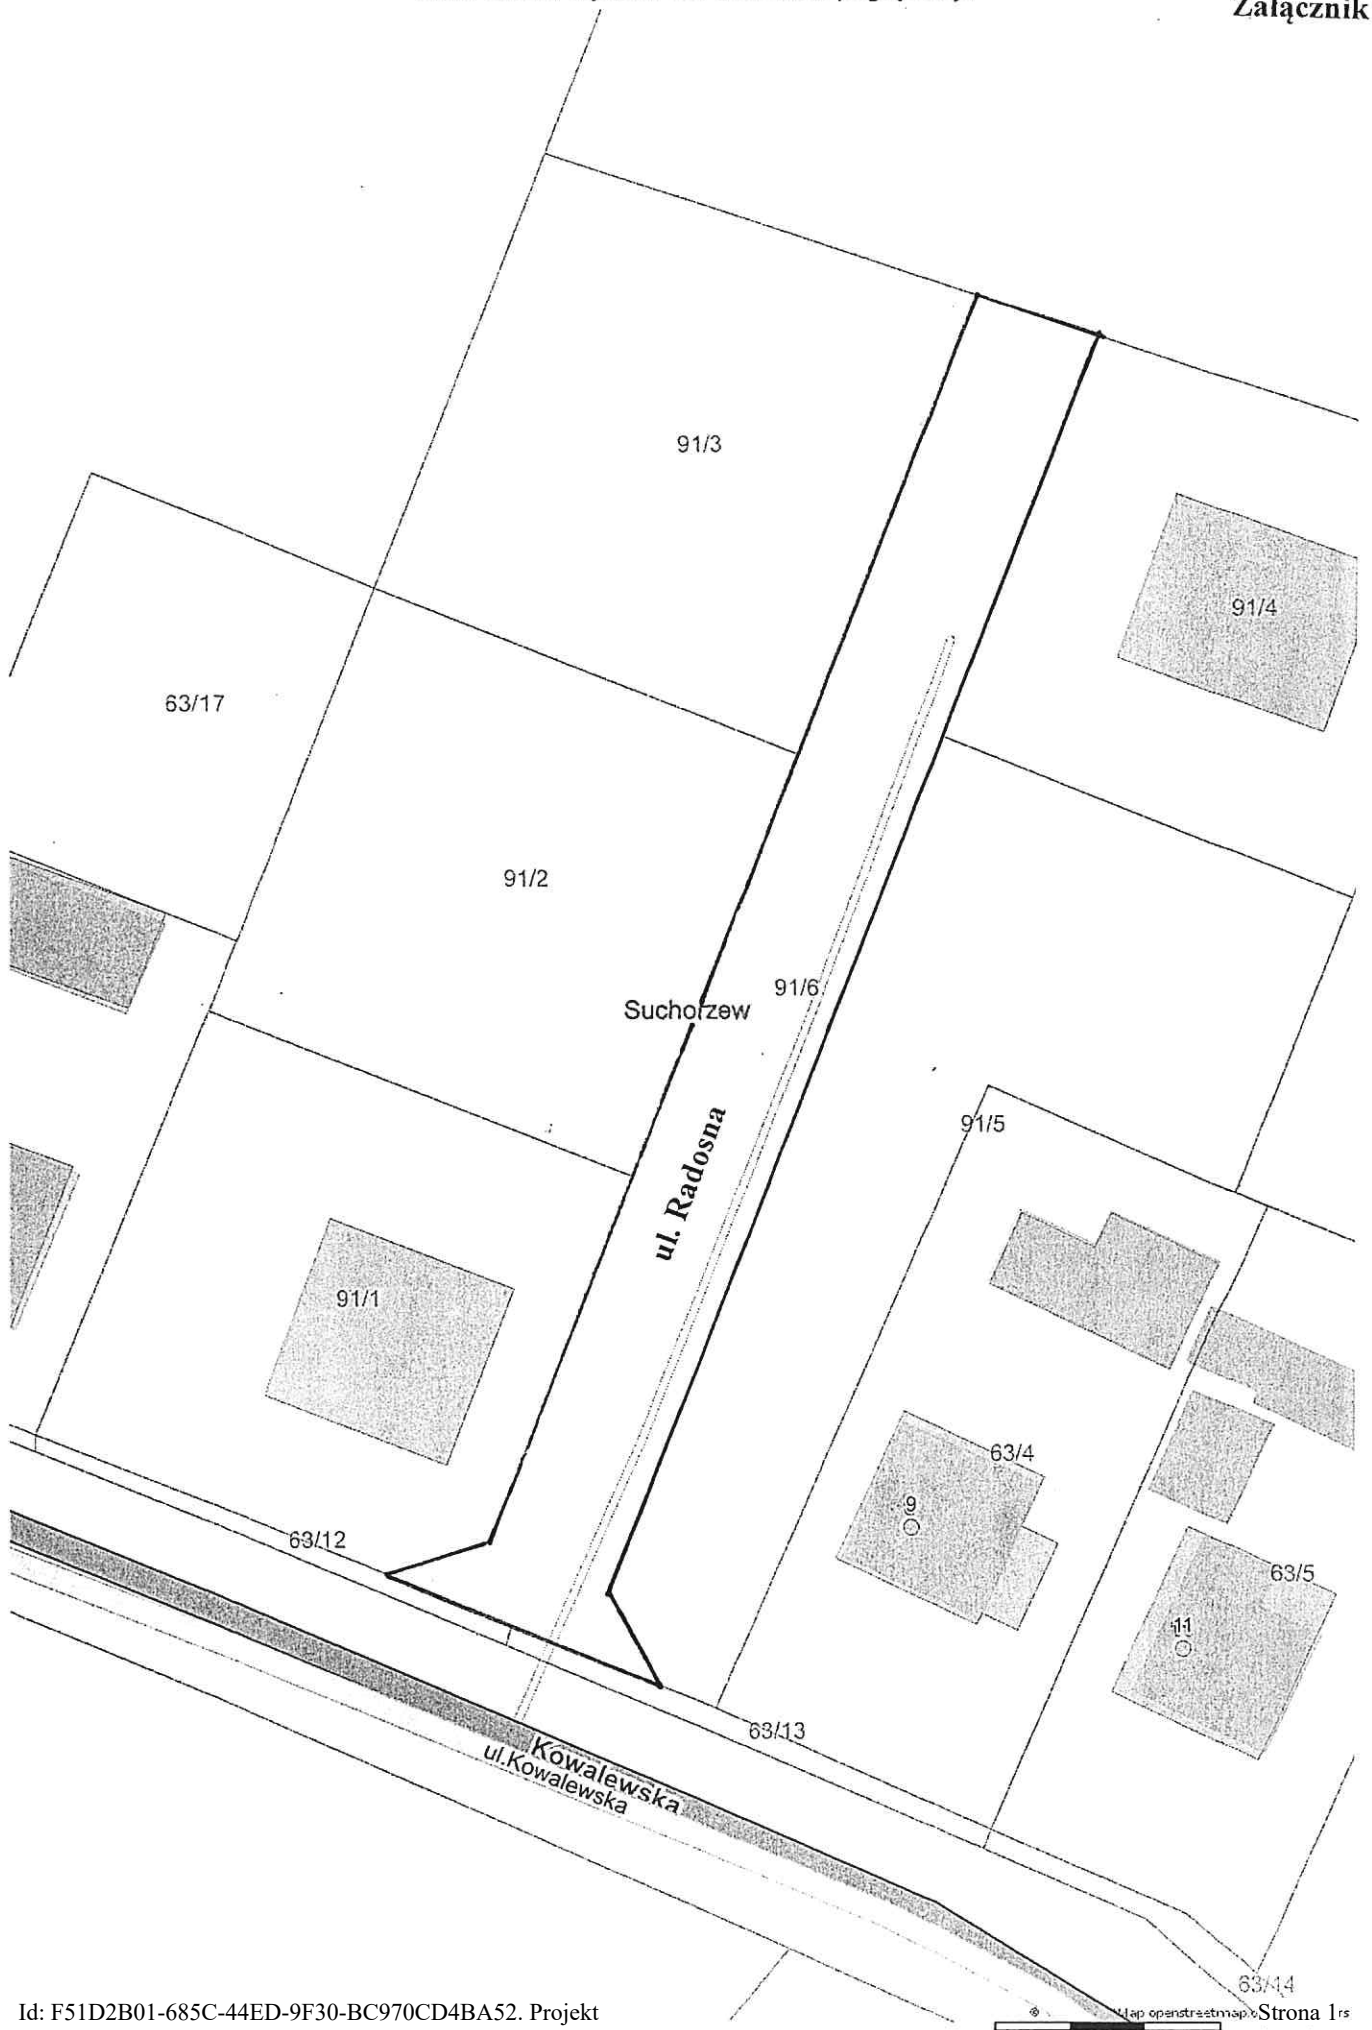 Załącznik
91/3
91/4
63/17
91/2
91/6
Suchorzew
91/5
ul. Radosna
91/1
63/4
9
63/12
63/5
11
63/13
Kowalewska
ul.Kowalewska
63/14
Id: F51D2B01-685C-44ED-9F30-BC970CD4BA52. Projekt
Strona 1